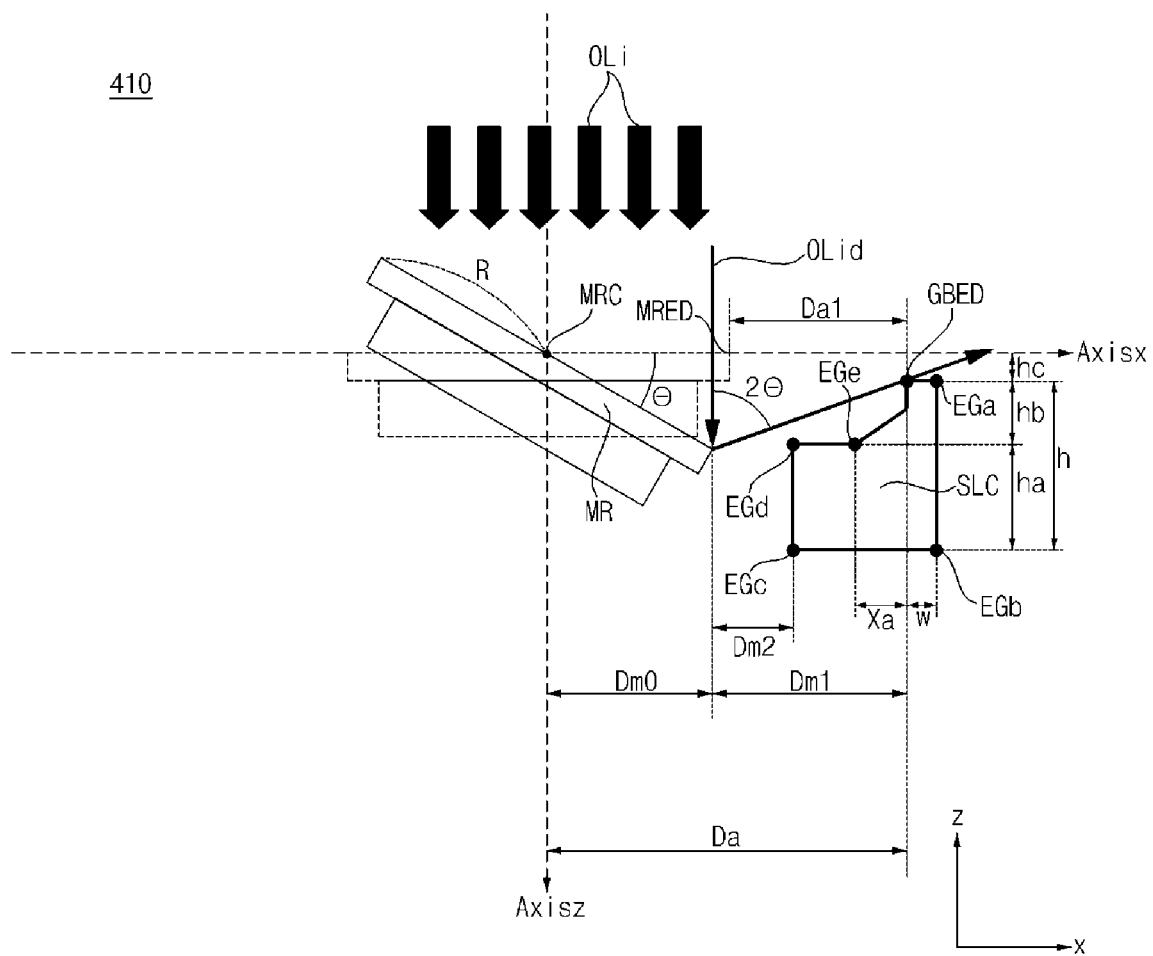 410
OLi
OLid
R
MRC
MRED
Da1
GBED
Axisx
hc
EGe
Θ
2Θ
EGa
hb
h
MR
EGd
SLC
ha
EGc
EGb
Xa
w
Dm2
Dm0
Dm1
Da
z
Axisz
x